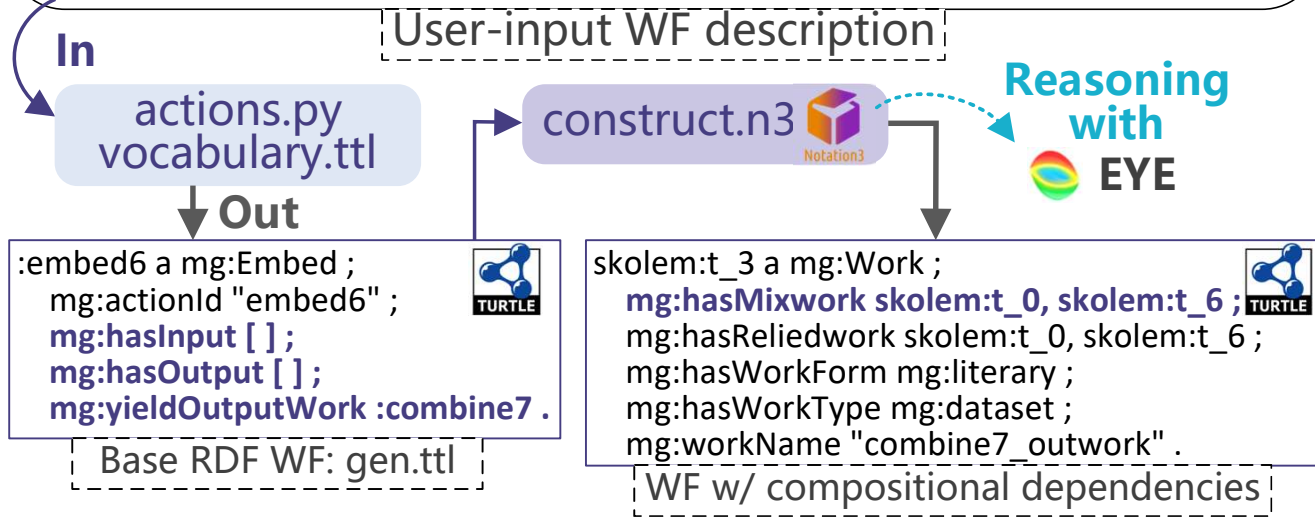 User-input WF description
In
actions.py
vocabulary.ttl
construct.n3
Notation3
Reasoning
with
EYE
Out
:embed6 a mg:Embed ;
mg:actionId "embed6" ;
mg:hasInput [ ] ;
mg:hasOutput [ ] ;
mg:yieldOutputWork :combine7 .
TURTLE
Base RDF WF: gen.ttl
skolem:t_3 a mg:Work ;
mg:hasMixwork skolem:t_0, skolem:t_6 ;
mg:hasReliedwork skolem:t_0, skolem:t_6 ;
mg:hasWorkForm mg:literary ;
mg:hasWorkType mg:dataset ;
mg:workName "combine7_outwork" .
TURTLE
WF w/ compositional dependencies